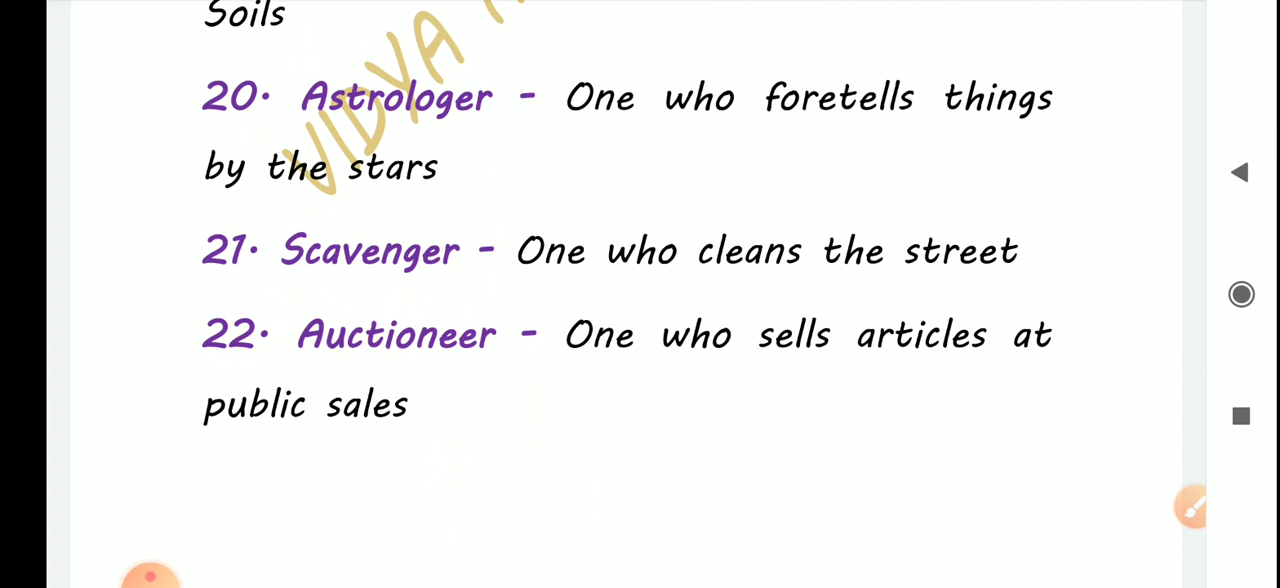 Soils
20. Astrologer - One who foretells things
by the stars
21. Scavenger - One who cleans the street
22. Auctioneer - One who sells articles at
public sales
VIDYA